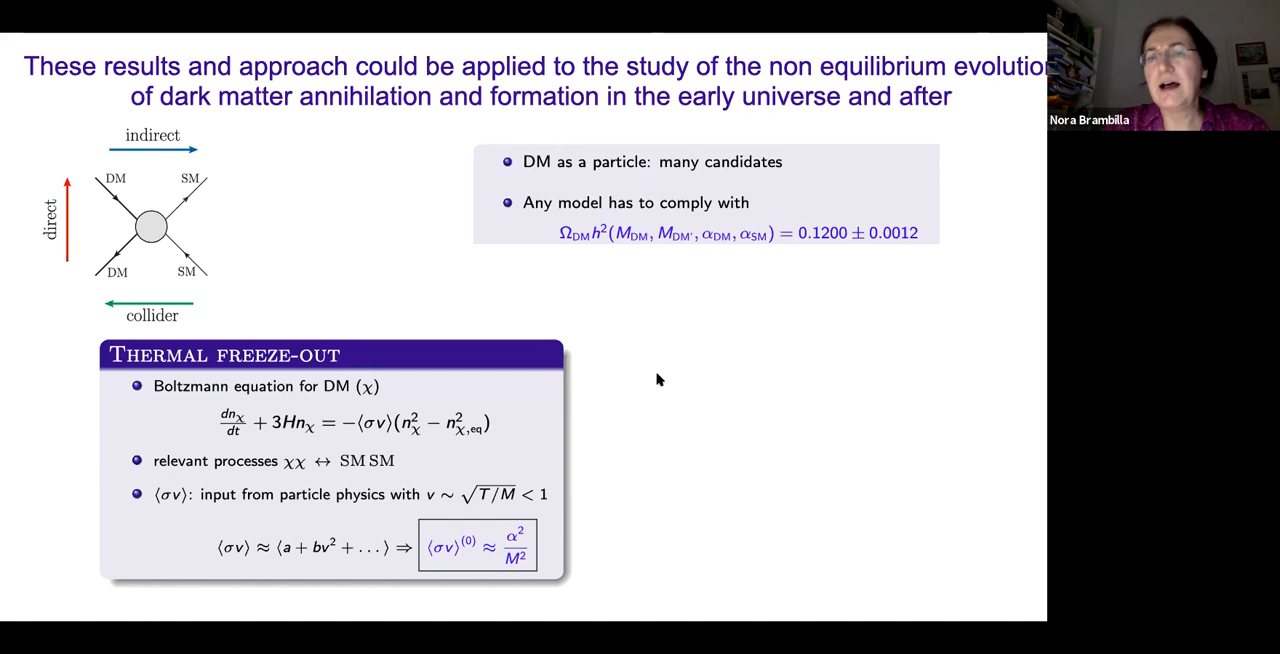 These results and approach could be applied to the study of the non equilibrium evolution
of dark matter annihilation and formation in the early universe and after
Nora Brambilla
indirect
direct
DM
SM
DM
SM
collider
DM as a particle: many candidates
Any model has to comply with
Ω_DM h²(M_DM, M_DM′, α_DM, α_SM) = 0.1200 ± 0.0012
THERMAL FREEZE-OUT
Boltzmann equation for DM (χ)
dn_χ/dt + 3Hn_χ = −⟨σv⟩(n²_χ − n²_χ,eq)
relevant processes χχ ↔ SM SM
⟨σv⟩: input from particle physics with v ∼ √T/M < 1
⟨σv⟩ ≈ ⟨a + bv² + …⟩ ⇒ ⟨σv⟩⁽⁰⁾ ≈ α²/M²